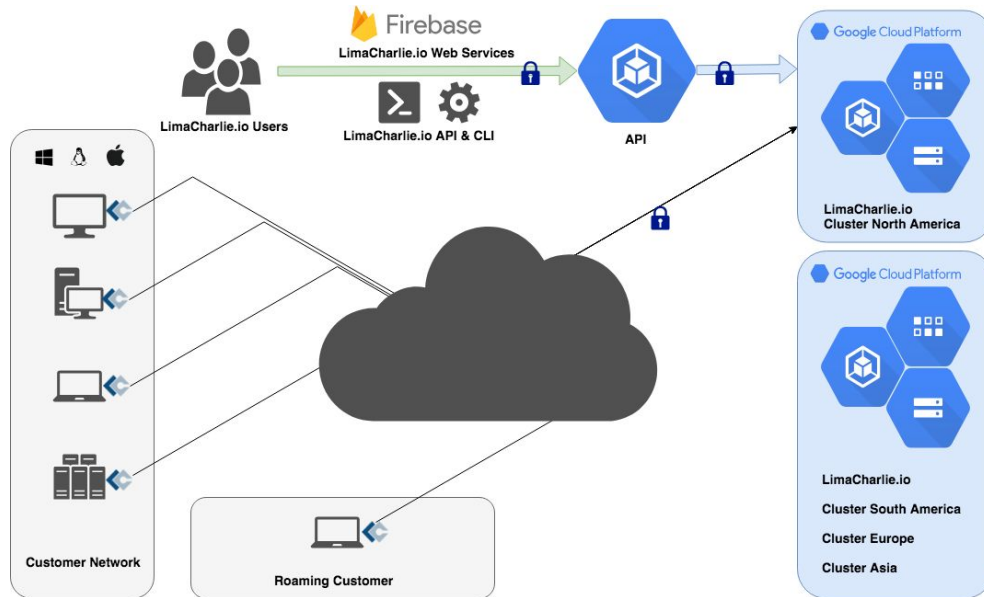 Firebase
LimaCharlie.io Web Services
LimaCharlie.io Users
LimaCharlie.io API & CLI
API
Google Cloud Platform
LimaCharlie.io
Cluster North America
Google Cloud Platform
LimaCharlie.io
Cluster South America
Cluster Europe
Cluster Asia
Customer Network
Roaming Customer